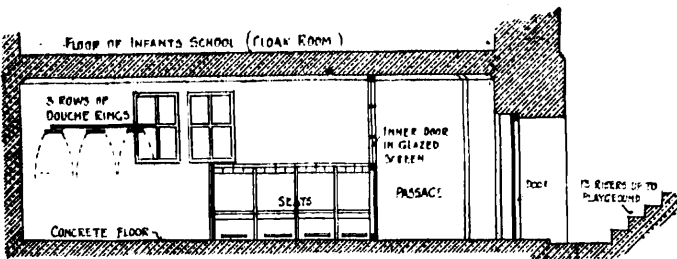 FLOOR OF INFANTS SCHOOL (CLOAK ROOM)
3 ROWS OF
DOUCHE RINGS
INNER DOOR
IN GLAZED
SCREEN
SEATS
PASSAGE
DOOR
13 RISERS UP TO
PLAYGROUND
CONCRETE FLOOR